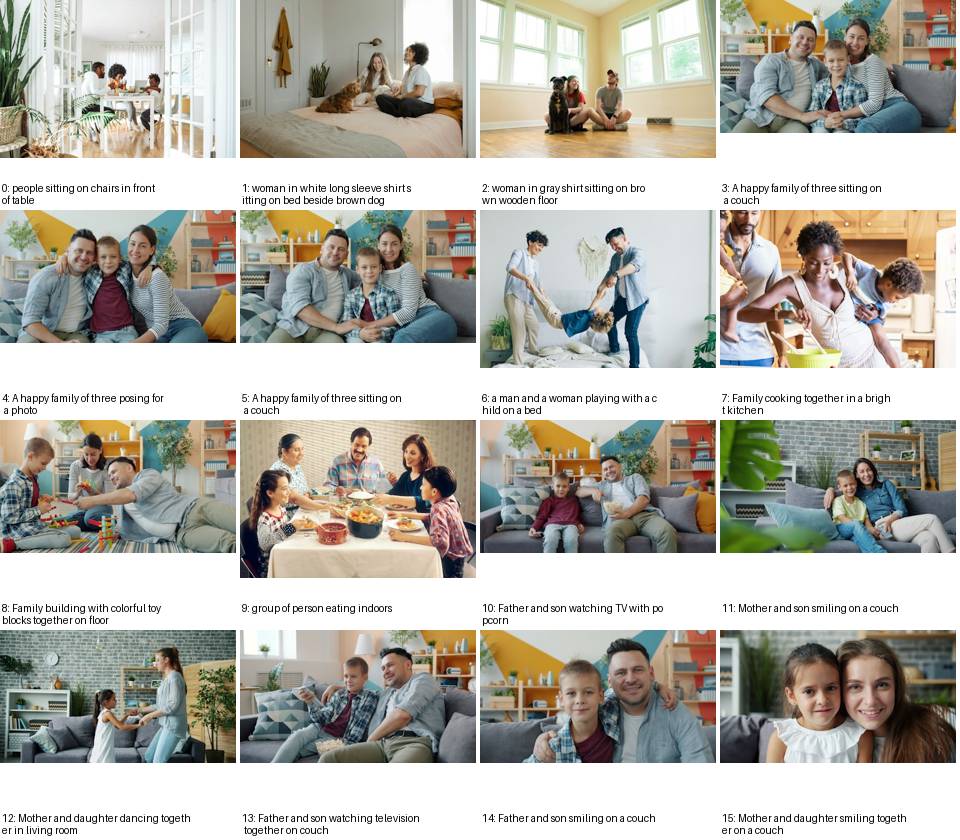 0: people sitting on chairs in front
of table
1: woman in white long sleeve shirt s
itting on bed beside brown dog
2: woman in gray shirt sitting on bro
wn wooden floor
3: A happy family of three sitting on
a couch
4: A happy family of three posing for
a photo
5: A happy family of three sitting on
a couch
6: a man and a woman playing with a c
hild on a bed
7: Family cooking together in a brigh
t kitchen
8: Family building with colorful toy
blocks together on floor
9: group of person eating indoors
10: Father and son watching TV with po
pcorn
11: Mother and son smiling on a couch
12: Mother and daughter dancing togeth
er in living room
13: Father and son watching television
together on couch
14: Father and son smiling on a couch
15: Mother and daughter smiling togeth
er on a couch